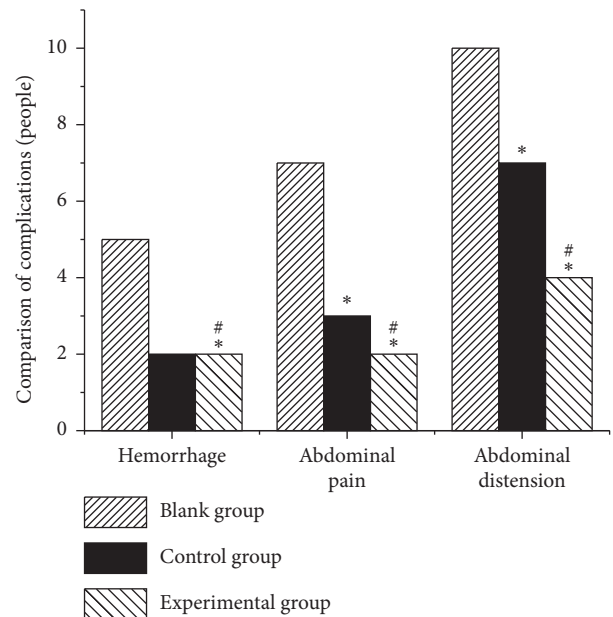 Comparison of complications (people)
10
8
6
4
2
0
#
*
*
#
*
*
#
*
Hemorrhage
Abdominal
pain
Abdominal
distension
Blank group
Control group
Experimental group